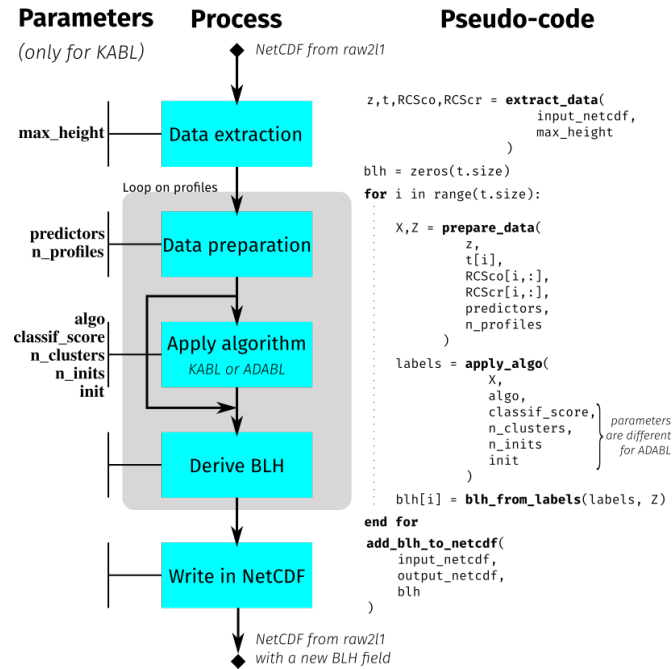 Parameters
(only for KABL)
max_height
predictors
n_profiles
algo
classif_score
n_clusters
n_inits
init
Process
NetCDF from raw2l1
Data extraction
Loop on profiles
Data preparation
Apply algorithm
KABL or ADABL
Derive BLH
Write in NetCDF
NetCDF from raw2l1
with a new BLH field
Pseudo-code
z,t,RCSco,RCScr = extract_data(
input_netcdf,
max_height
)
blh = zeros(t.size)
for i in range(t.size):
X,Z = prepare_data(
z,
t[i],
RCSco[i,:],
RCScr[i,:],
predictors,
n_profiles
)
labels = apply_algo(
X,
algo,
classif_score,
n_clusters,
n_inits
init
)
parameters
are different
for ADABL
blh[i] = blh_from_labels(labels, Z)
end for
add_blh_to_netcdf(
input_netcdf,
output_netcdf,
blh
)